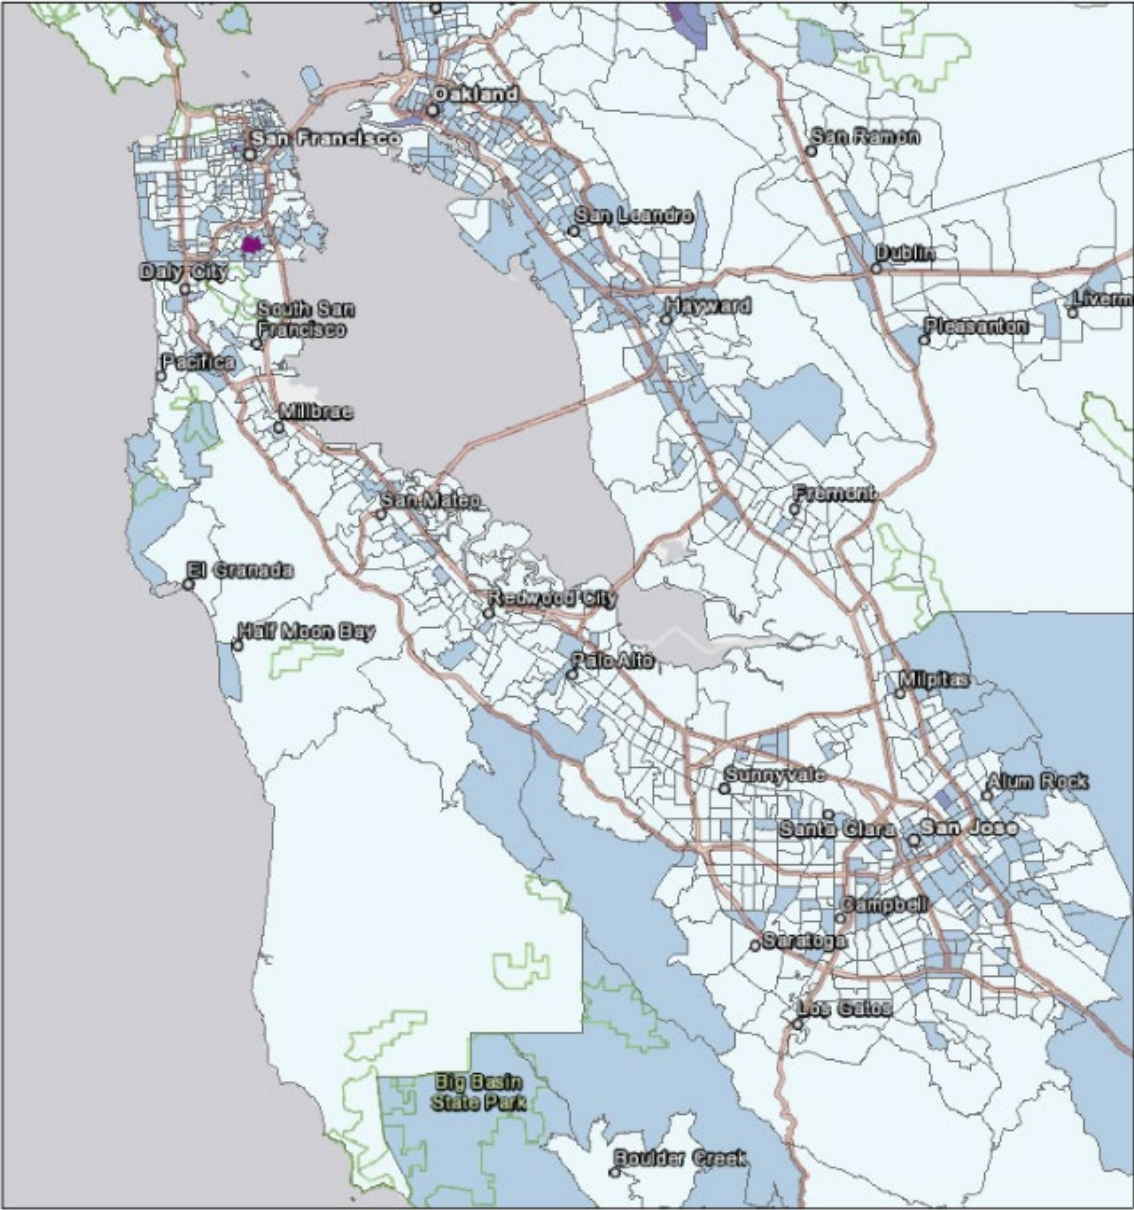 Oakland
San Francisco
San Ramon
San Leandro
Dublin
Daly City
Hayward
Liverm
South San
Francisco
Pleasanton
Pacifica
Millbrae
San Mateo
Fremont
El Granada
Redwood City
Half Moon Bay
Palo Alto
Milpitas
Sunnyvale
Alum Rock
Santa Clara
San Jose
Campbell
Saratoga
Los Gatos
Big Basin
State Park
Boulder Creek